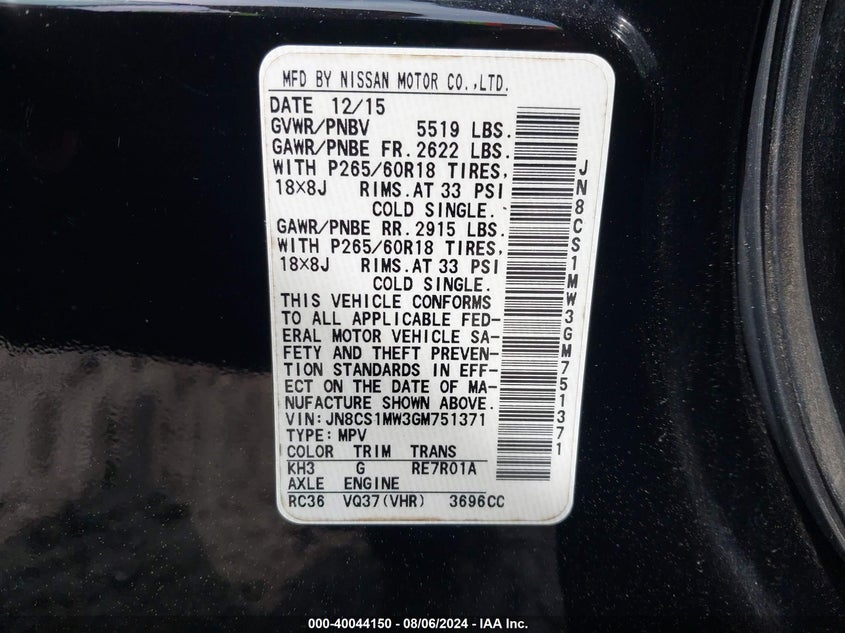 MFD BY NISSAN MOTOR CO.,LTD.
DATE 12/15
GVWR/PNBV 5519 LBS.
GAWR/PNBE FR.2622 LBS.
WITH P265/60R18 TIRES,
18×8J RIMS.AT 33 PSI
COLD SINGLE.
GAWR/PNBE RR.2915 LBS.
WITH P265/60R18 TIRES,
18×8J RIMS.AT 33 PSI
COLD SINGLE.
THIS VEHICLE CONFORMS
TO ALL APPLICABLE FED-
ERAL MOTOR VEHICLE SA-
FETY AND THEFT PREVEN-
TION STANDARDS IN EFF-
ECT ON THE DATE OF MA-
NUFACTURE SHOWN ABOVE.
VIN:JN8CS1MW3GM751371
TYPE:MPV
COLOR TRIM TRANS
KH3 G RE7R01A
AXLE ENGINE
RC36 VQ37(VHR) 3696CC
JN8CS1MW3GM751371
000-40044150 - 08/06/2024 - IAA Inc.